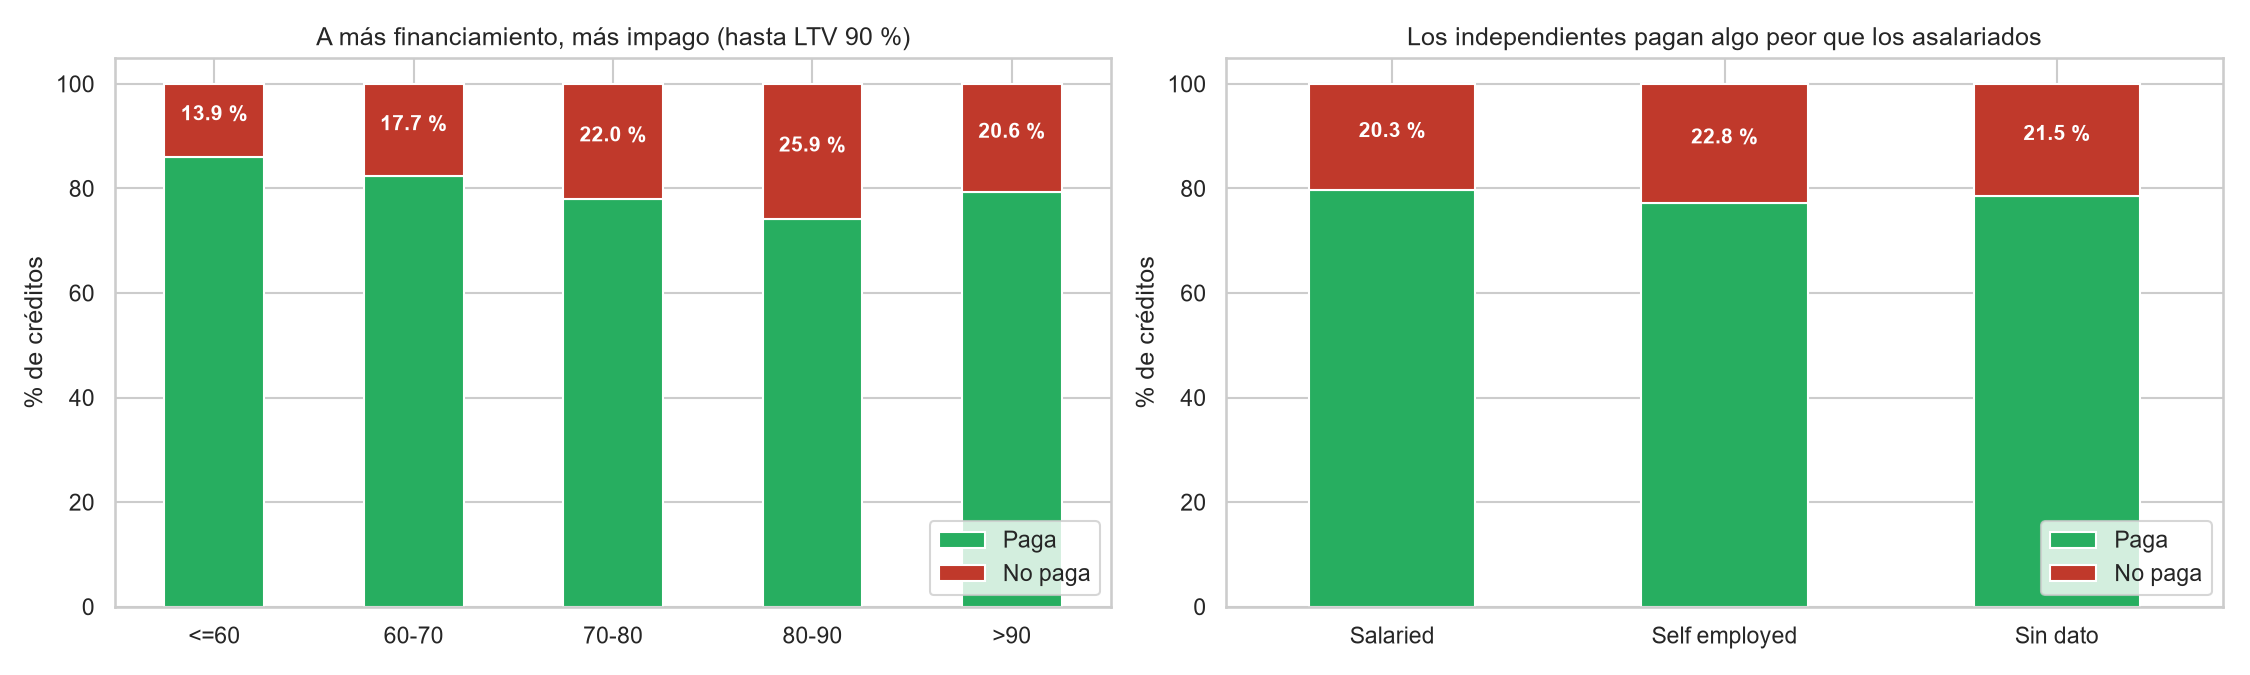 A más financiamiento, más impago (hasta LTV 90 %)
% de créditos
100
80
60
40
20
0
13.9 %
17.7 %
22.0 %
25.9 %
20.6 %
Paga
No paga
<=60
60-70
70-80
80-90
>90
Los independientes pagan algo peor que los asalariados
% de créditos
100
80
60
40
20
0
20.3 %
22.8 %
21.5 %
Paga
No paga
Salaried
Self employed
Sin dato